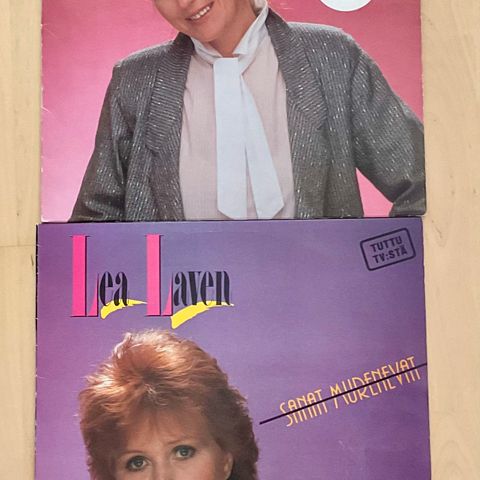 Lea Laven
TUTTU
TV:STÄ
SANAT MURENEVAT